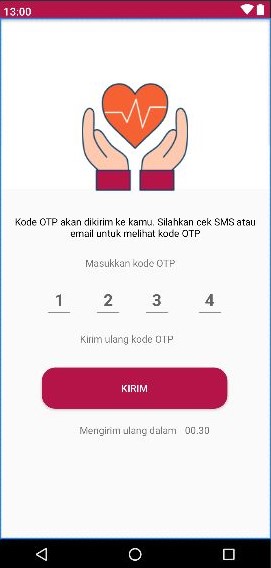 13:00
Kode OTP akan dikirim ke kamu. Silahkan cek SMS atau
email untuk melihat kode OTP
Masukkan kode OTP
1 2 3 4
Kirim ulang kode OTP
KIRIM
Mengirim ulang dalam 00.30